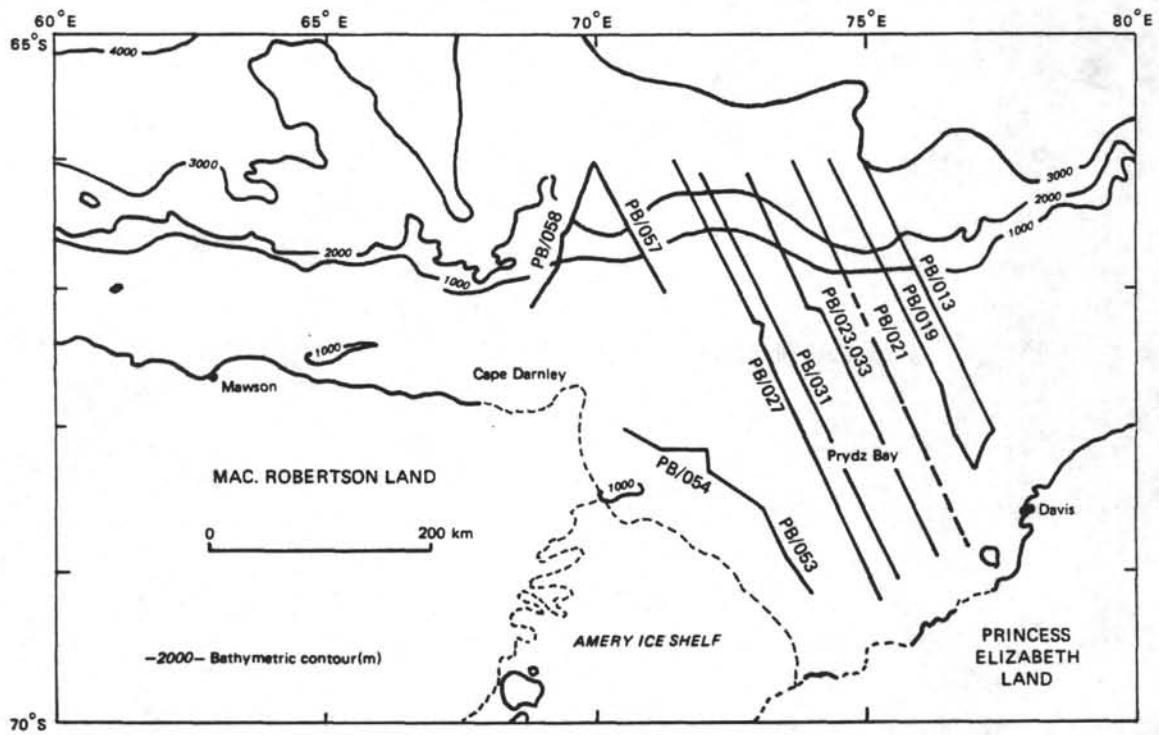 60°E
65°E
70°E
75°E
80°E
65°S
4000
3000
3000
2000
1000
2000
1000
1000
PB/058
PB/057
PB/013
PB/019
PB/021
PB/023,033
PB/031
PB/027
Mawson
Cape Darnley
Prydz Bay
MAC. ROBERTSON LAND
PB/054
1000
Davis
0 200 km
PB/053
—2000— Bathymetric contour(m)
AMERY ICE SHELF
PRINCESS
ELIZABETH
LAND
70°S